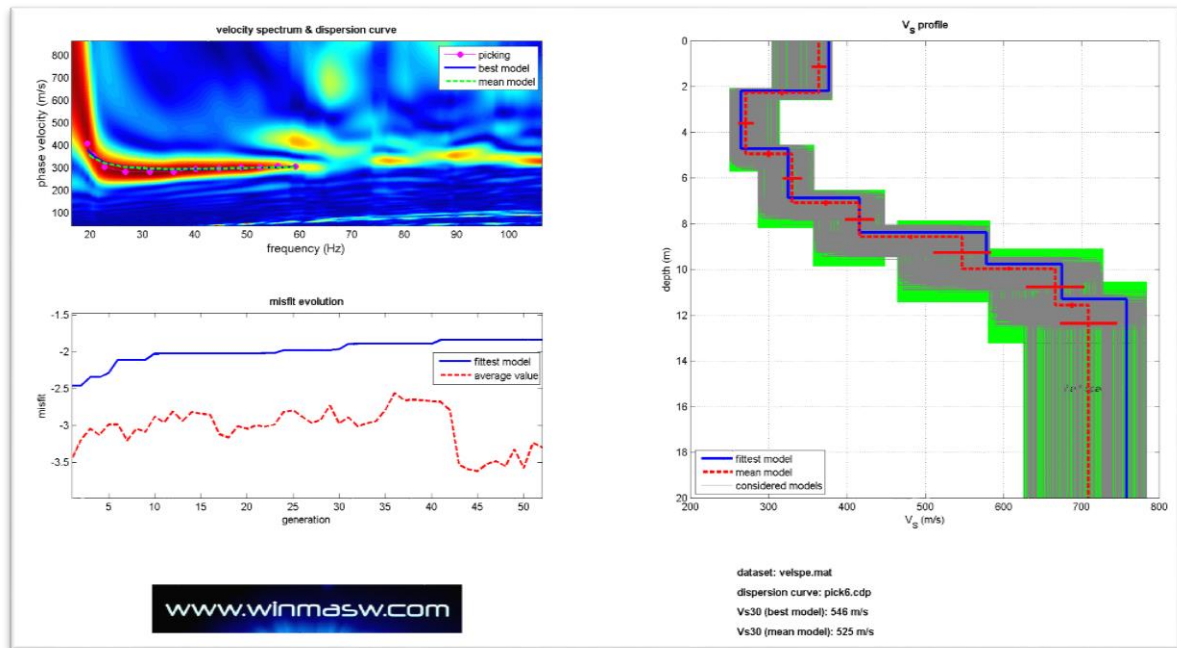 velocity spectrum & dispersion curve
800
700
600
500
400
300
200
100
phase velocity (m/s)
picking
best model
mean model
20 30 40 50 60 70 80 90 100
frequency (Hz)
misfit evolution
-1.5
-2
-2.5
-3
-3.5
misfit
fittest model
average value
5 10 15 20 25 30 35 40 45 50
generation
www.winmasw.com
VS profile
0
2
4
6
8
10
12
14
16
18
20
depth (m)
fittest model
mean model
considered models
200 300 400 500 600 700 800
VS (m/s)
dataset: velspe.mat
dispersion curve: pick6.cdp
Vs30 (best model): 546 m/s
Vs30 (mean model): 525 m/s